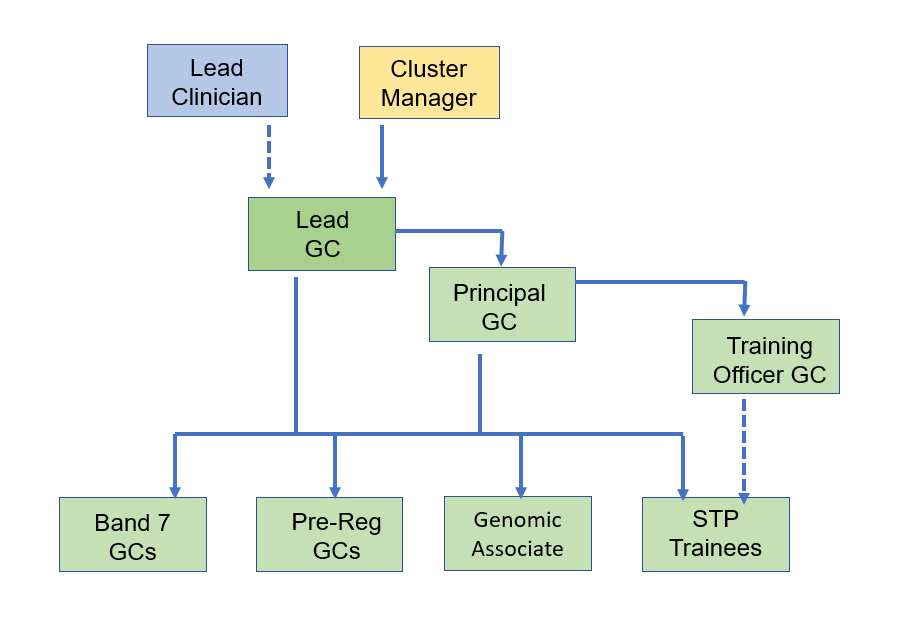 Lead
Clinician
Cluster
Manager
Lead
GC
Principal
GC
Training
Officer GC
Band 7
GCs
Pre-Reg
GCs
Genomic
Associate
STP
Trainees